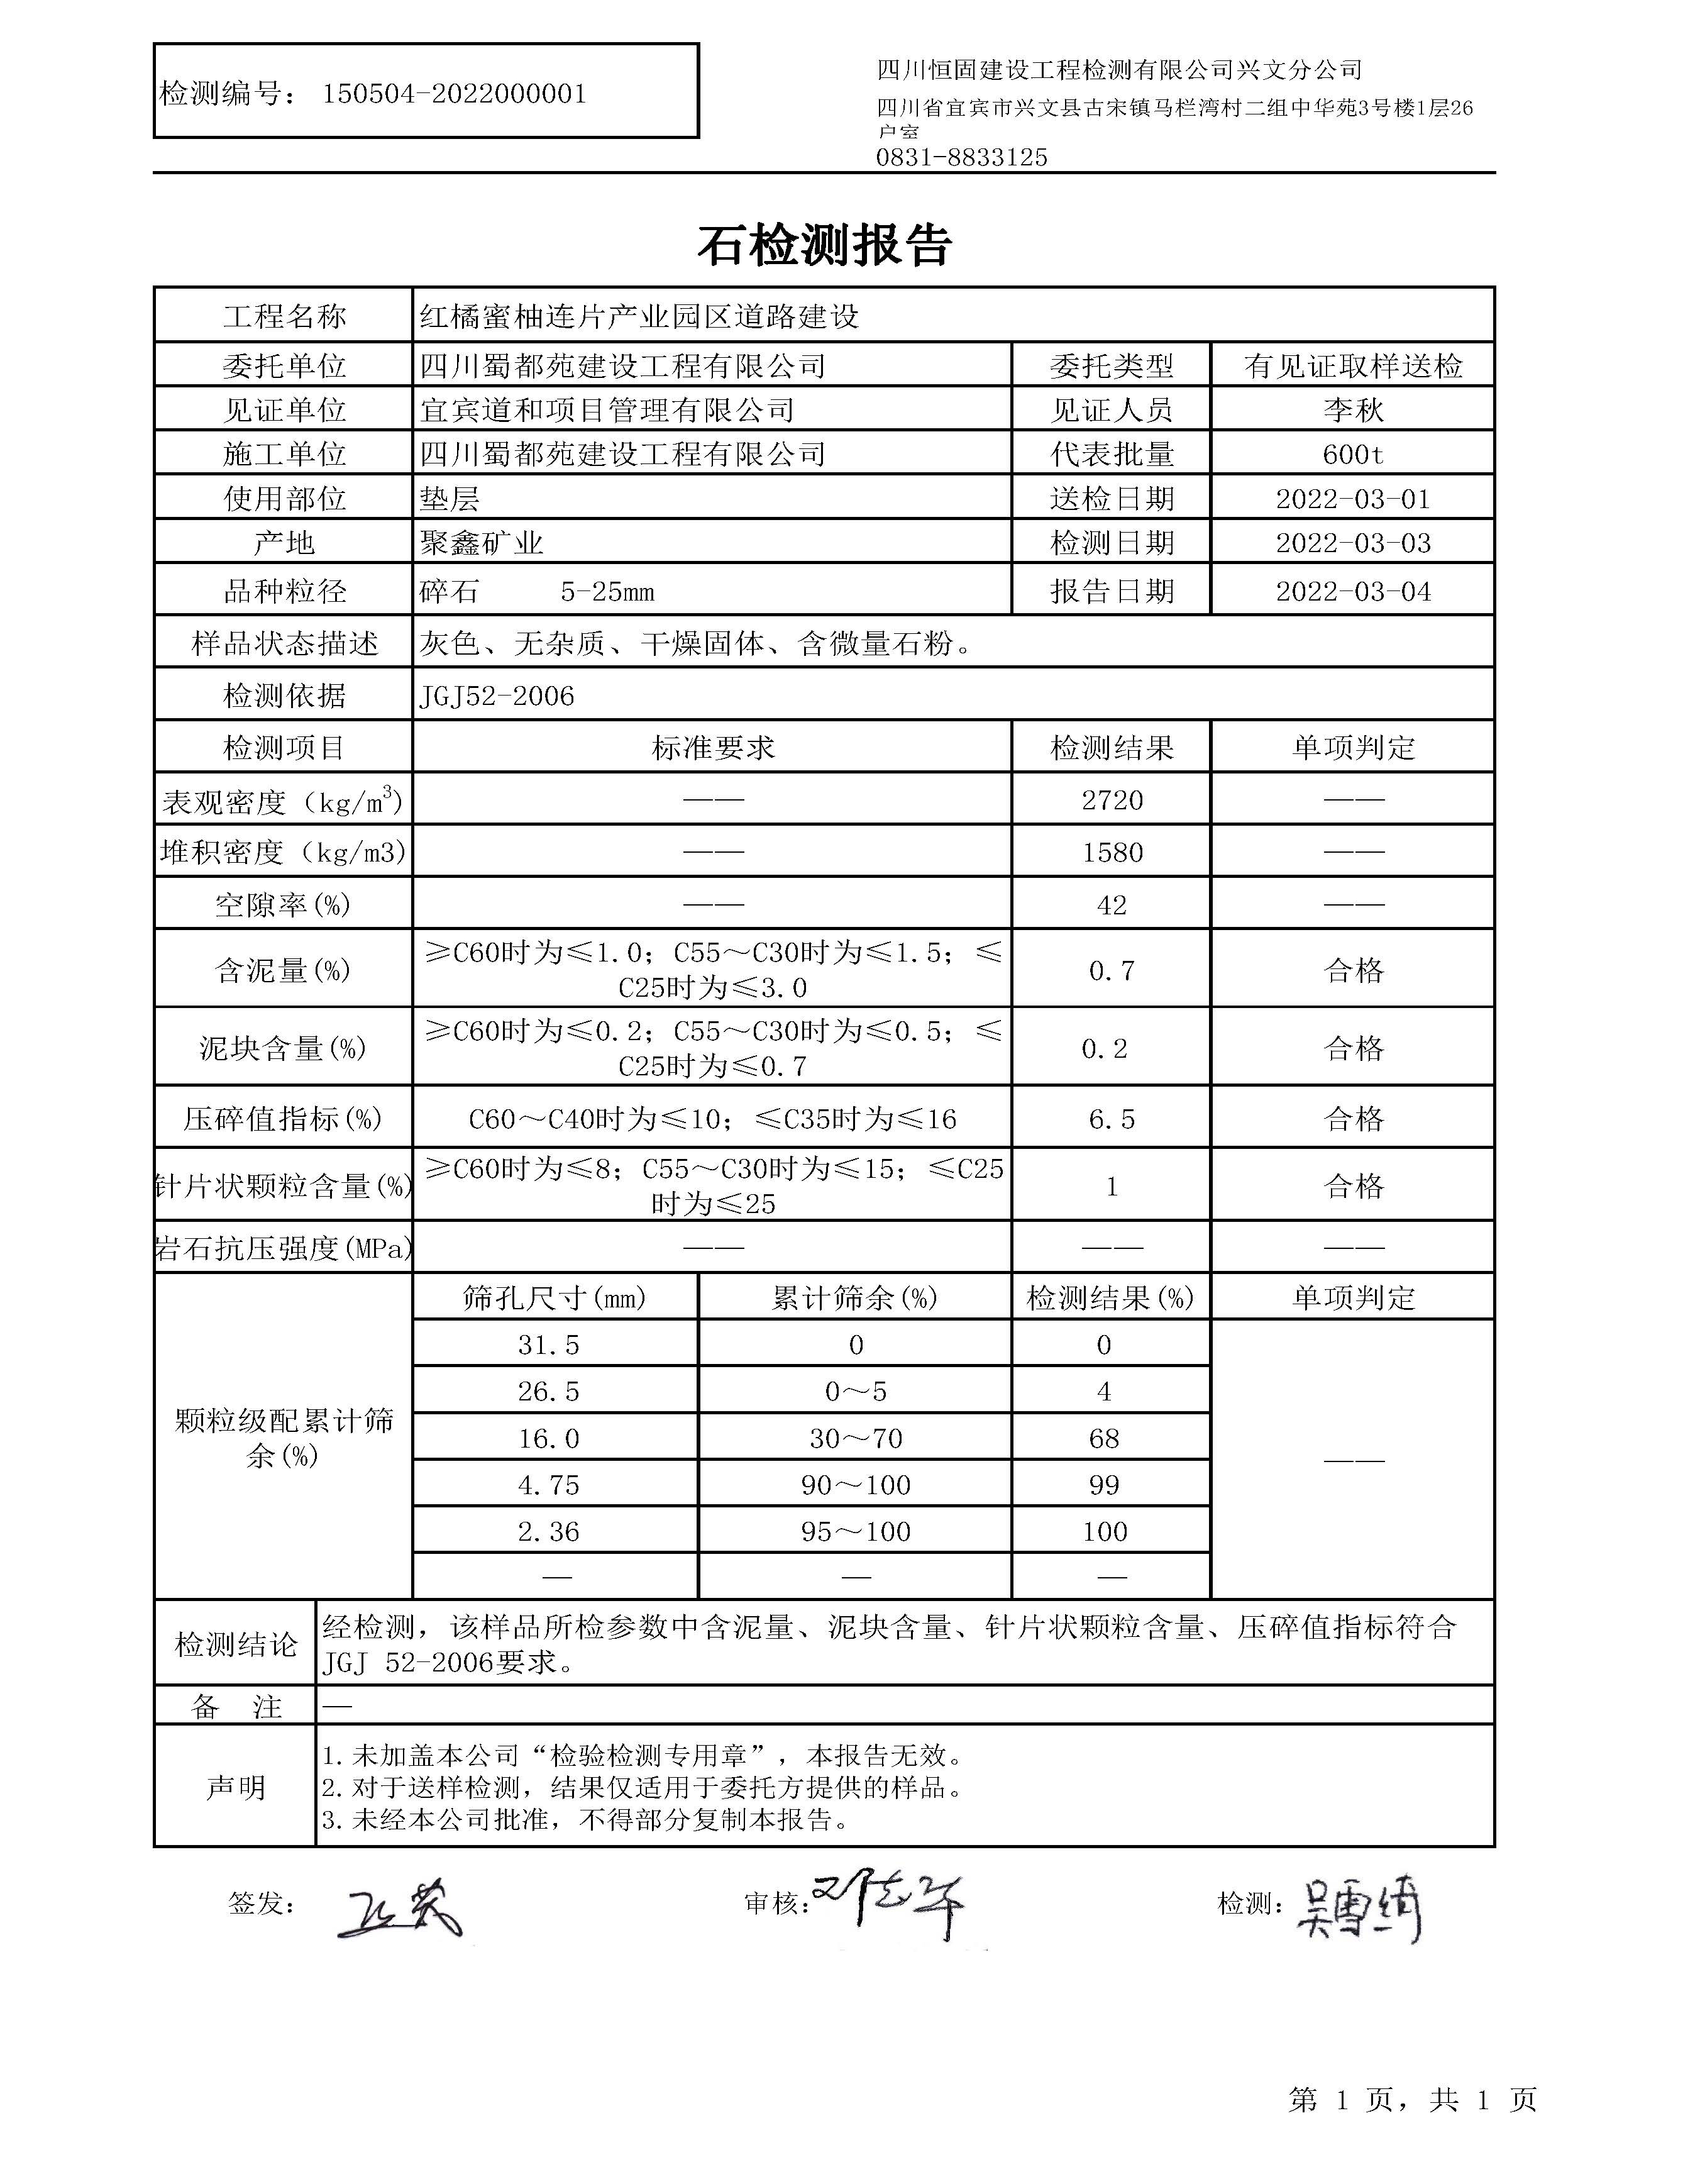 检测编号： 150504-2022000001
四川恒固建设工程检测有限公司兴文分公司
四川省宜宾市兴文县古宋镇马栏湾村二组中华苑3号楼1层26
户室
0831-8833125
石检测报告
工程名称 红橘蜜柚连片产业园区道路建设
委托单位 四川蜀都苑建设工程有限公司 委托类型 有见证取样送检
见证单位 宜宾道和项目管理有限公司 见证人员 李秋
施工单位 四川蜀都苑建设工程有限公司 代表批量 600t
使用部位 垫层 送检日期 2022-03-01
产地 聚鑫矿业 检测日期 2022-03-03
品种粒径 碎石 5-25mm 报告日期 2022-03-04
样品状态描述 灰色、无杂质、干燥固体、含微量石粉。
检测依据 JGJ52-2006
检测项目 标准要求 检测结果 单项判定
表观密度（kg/m³) —— 2720 ——
堆积密度（kg/m3) —— 1580 ——
空隙率(%) —— 42 ——
含泥量(%) ≥C60时为≤1.0；C55～C30时为≤1.5；≤
C25时为≤3.0 0.7 合格
泥块含量(%) ≥C60时为≤0.2；C55～C30时为≤0.5；≤
C25时为≤0.7 0.2 合格
压碎值指标(%) C60～C40时为≤10；≤C35时为≤16 6.5 合格
针片状颗粒含量(%) ≥C60时为≤8；C55～C30时为≤15；≤C25
时为≤25 1 合格
岩石抗压强度(MPa) —— —— ——
颗粒级配累计筛
余(%)
筛孔尺寸(mm) 累计筛余(%) 检测结果(%) 单项判定
31.5 0 0
26.5 0～5 4
16.0 30～70 68
4.75 90～100 99
2.36 95～100 100
— — —
——
检测结论 经检测，该样品所检参数中含泥量、泥块含量、针片状颗粒含量、压碎值指标符合
JGJ 52-2006要求。
备 注 —
声明
1.未加盖本公司“检验检测专用章”，本报告无效。
2.对于送样检测，结果仅适用于委托方提供的样品。
3.未经本公司批准，不得部分复制本报告。
签发： 审核： 检测： 吴雪绮
第 1 页，共 1 页